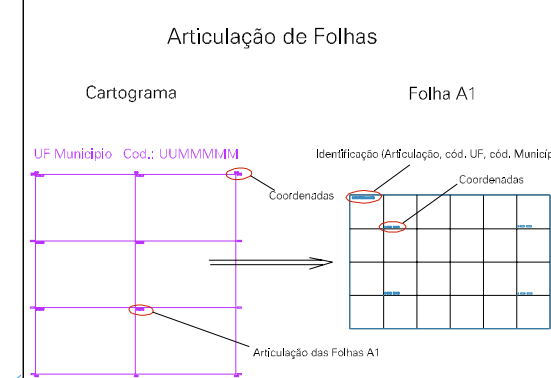 Articulação de Folhas
Cartograma
Folha A1
UF Municipio Cod.: UUMMMMM
Identificação (Articulação, cód. UF, cód. Municíp
Coordenadas
Coordenadas
Articulação das Folhas A1